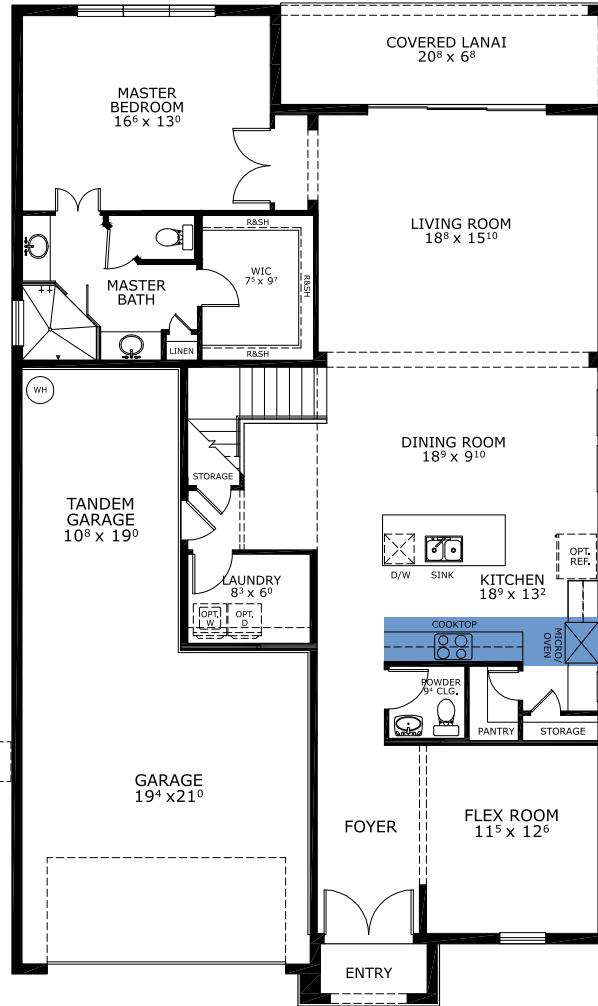 COVERED LANAI
20⁸ x 6⁸
MASTER
BEDROOM
16⁶ x 13⁰
LIVING ROOM
18⁸ x 15¹⁰
R&SH
WIC
7⁵ x 9⁷
R&SH
R&SH
MASTER
BATH
LINEN
WH
DINING ROOM
18⁹ x 9¹⁰
STORAGE
TANDEM
GARAGE
10⁸ x 19⁰
D/W
SINK
OPT.
REF.
KITCHEN
18⁹ x 13²
LAUNDRY
8³ x 6⁰
OPT.
W
OPT.
D
COOKTOP
MICRO/
OVEN
POWDER
9⁴ CLG.
PANTRY
STORAGE
GARAGE
19⁴ x21⁰
FOYER
FLEX ROOM
11⁵ x 12⁶
ENTRY